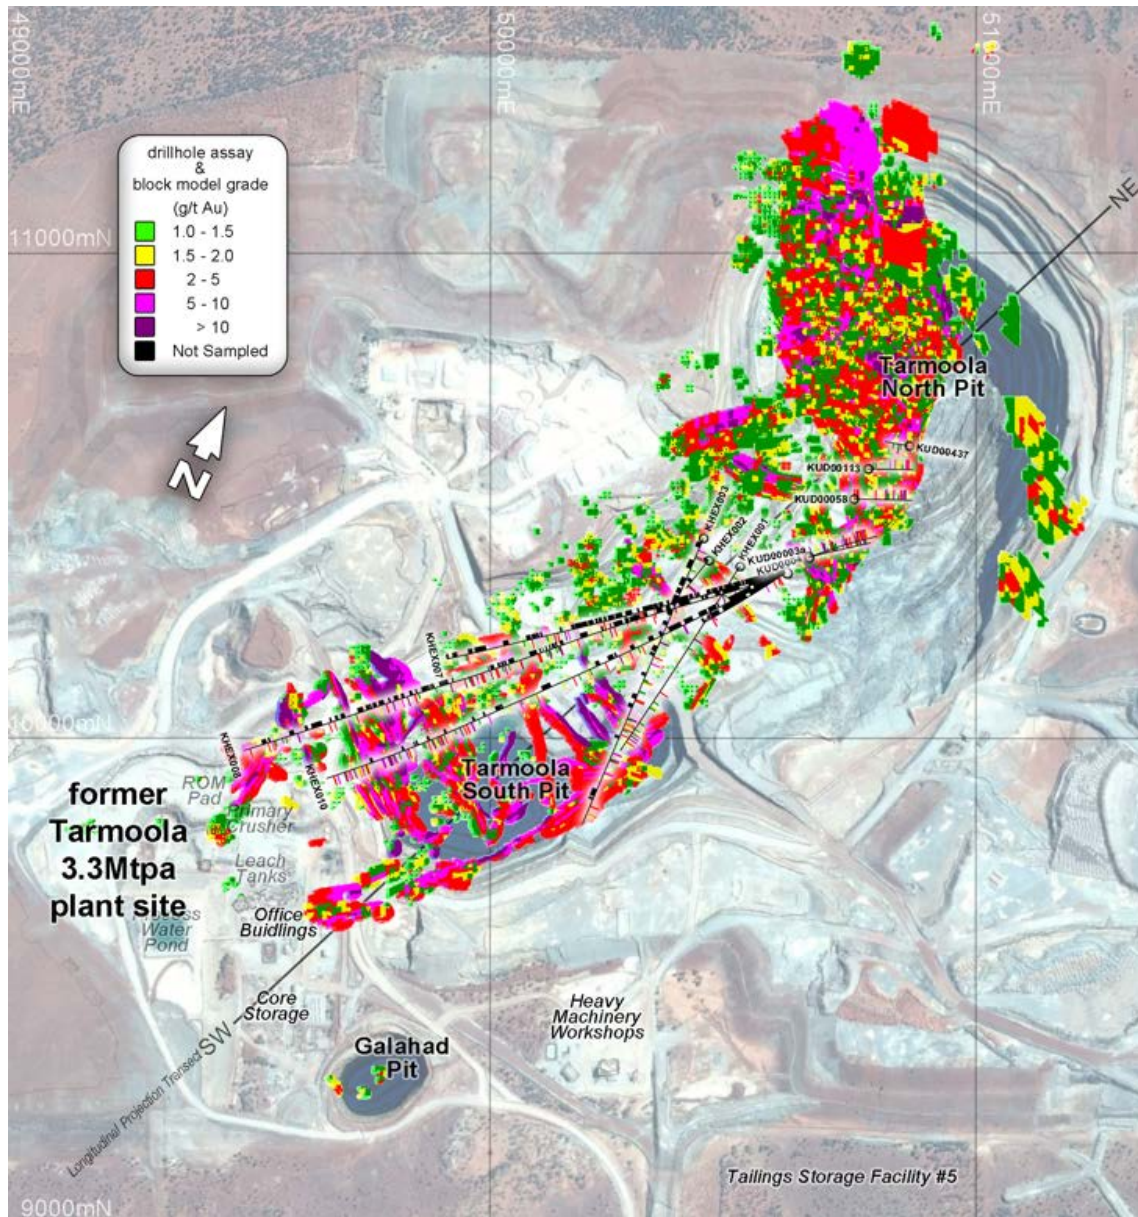 49000mE
50000mE
51000mE
drillhole assay
&
block model grade
(g/t Au)
1.0 - 1.5
1.5 - 2.0
2 - 5
5 - 10
> 10
Not Sampled
NE
11000mN
N
Tarmoola
North Pit
KUD00437
KUD00113
KUD00058
KHEX003
KHEX002
KHEX001
KUD00003a
KHEX007
10000mN
KHEX008
KHEX010
Tarmoola
South Pit
ROM
Pad
Primary
Crusher
former
Tarmoola
3.3Mtpa
plant site
Leach
Tanks
Office
Buidlings
Water
Pond
Core
Storage
Heavy
Machinery
Workshops
SW
Galahad
Pit
Longitudinal Projection Transect
Tailings Storage Facility #5
9000mN